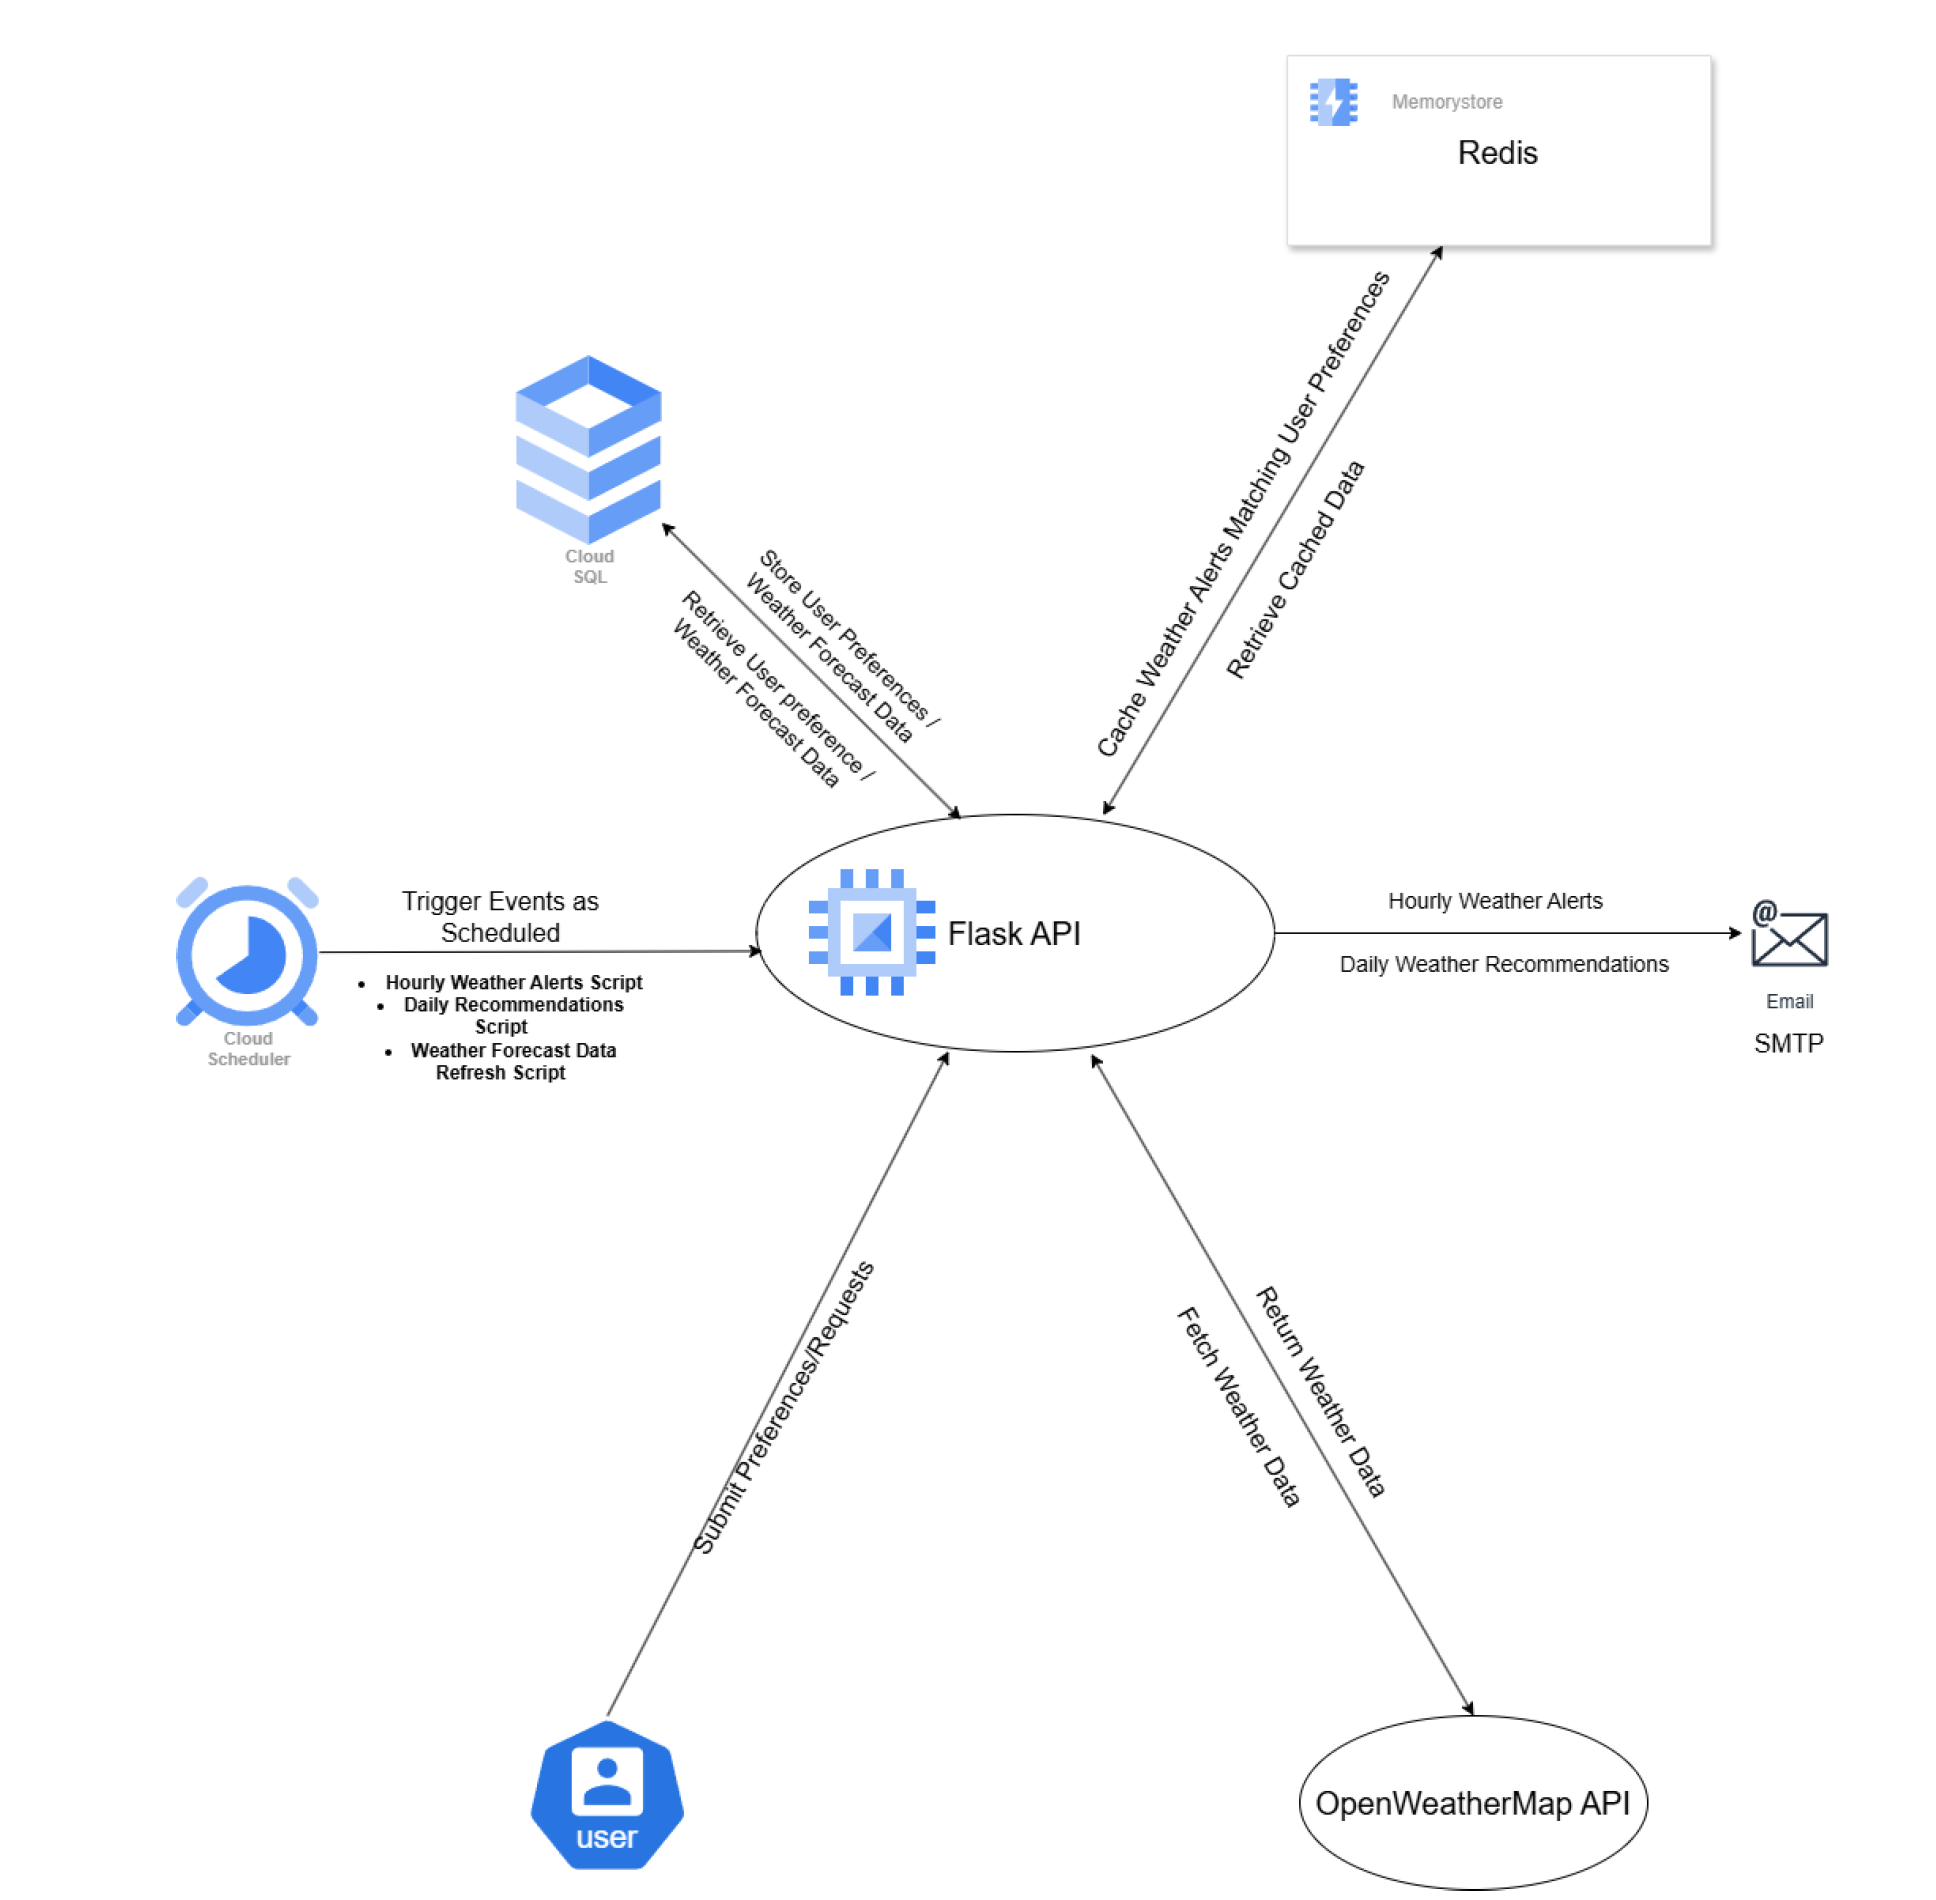 Memorystore
Redis
Cache Weather Alerts Matching User Preferences
Retrieve Cached Data
Cloud
SQL
Store User Preferences /
Weather Forecast Data
Retrieve User preference /
Weather Forecast Data
Flask API
Trigger Events as
Scheduled
• Hourly Weather Alerts Script
• Daily Recommendations
Script
• Weather Forecast Data
Refresh Script
Cloud
Scheduler
Hourly Weather Alerts
Daily Weather Recommendations
@
Email
SMTP
Submit Preferences/Requests
Return Weather Data
Fetch Weather Data
user
OpenWeatherMap API